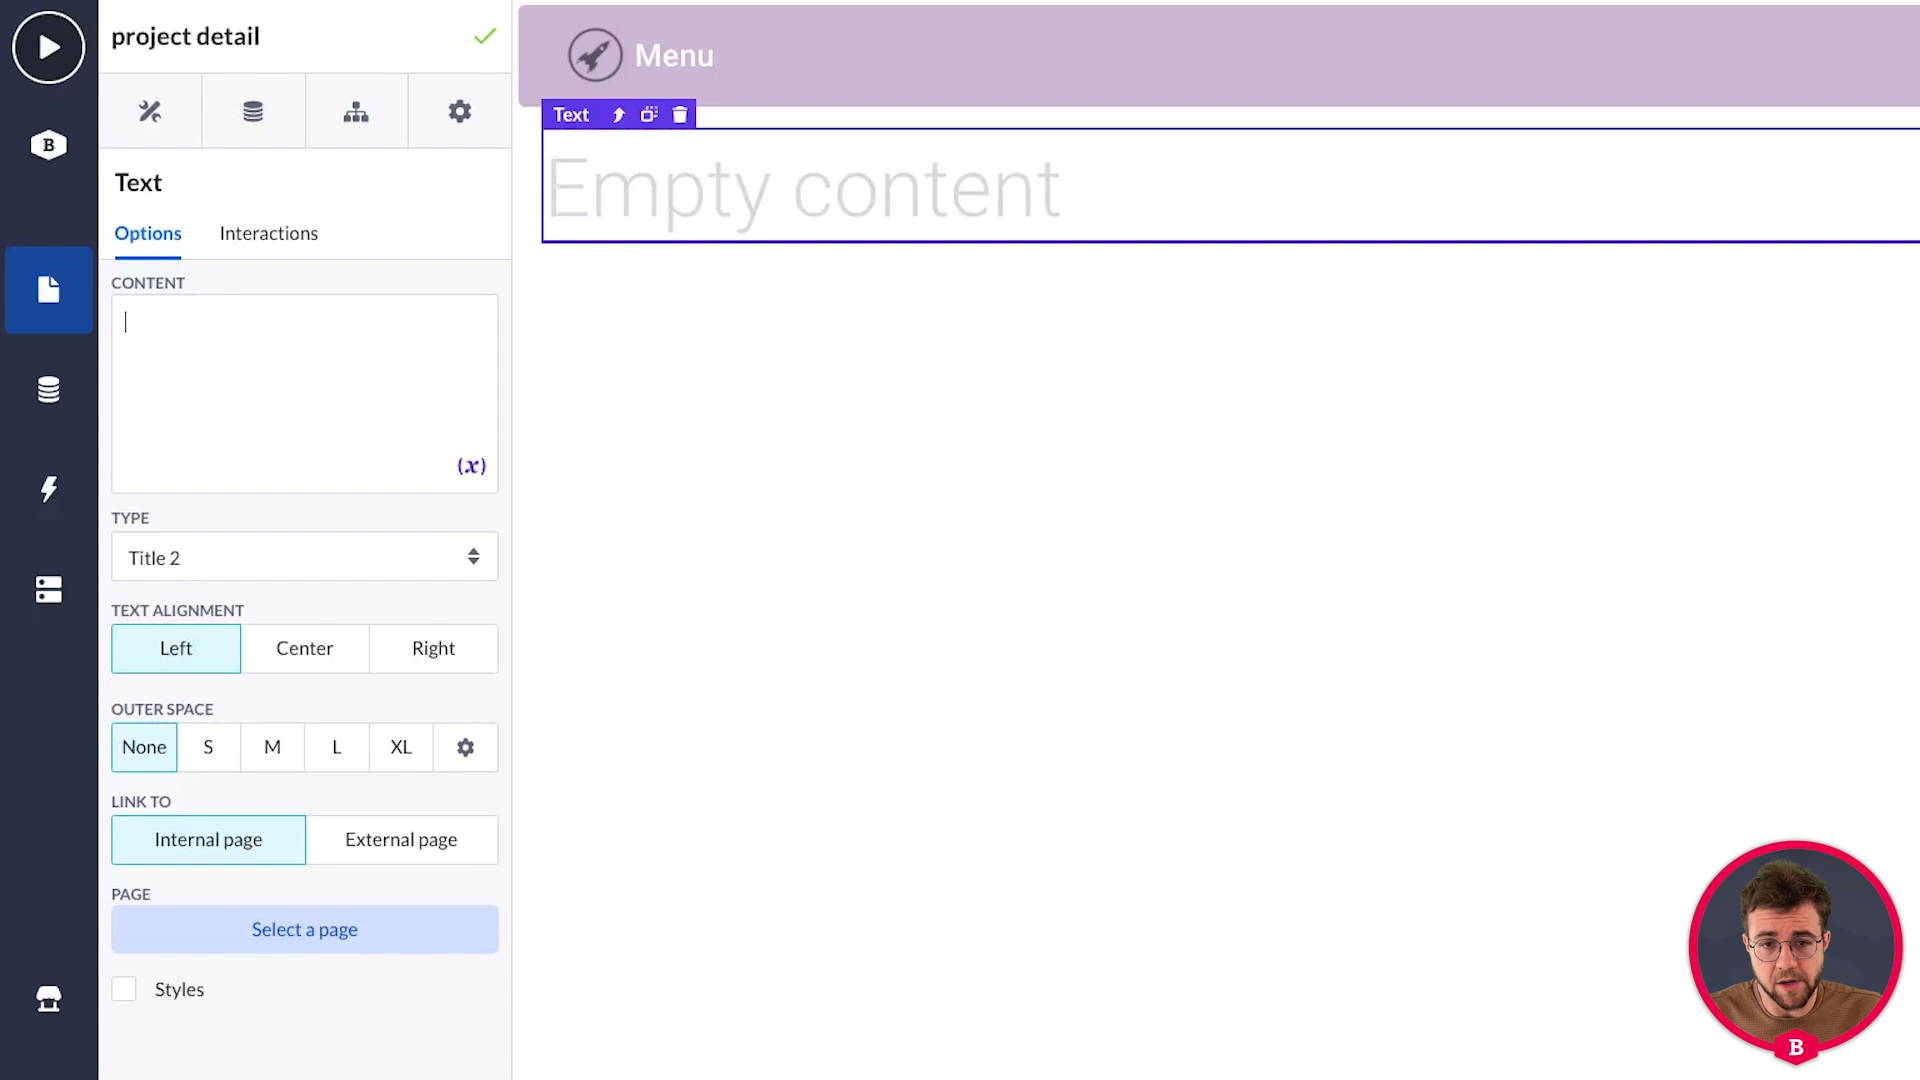 project detail
B
Text
Options Interactions
CONTENT
(x)
TYPE
Title 2
TEXT ALIGNMENT
Left Center Right
OUTER SPACE
None S M L XL
LINK TO
Internal page External page
PAGE
Select a page
Styles
Menu
Text
Empty content
B